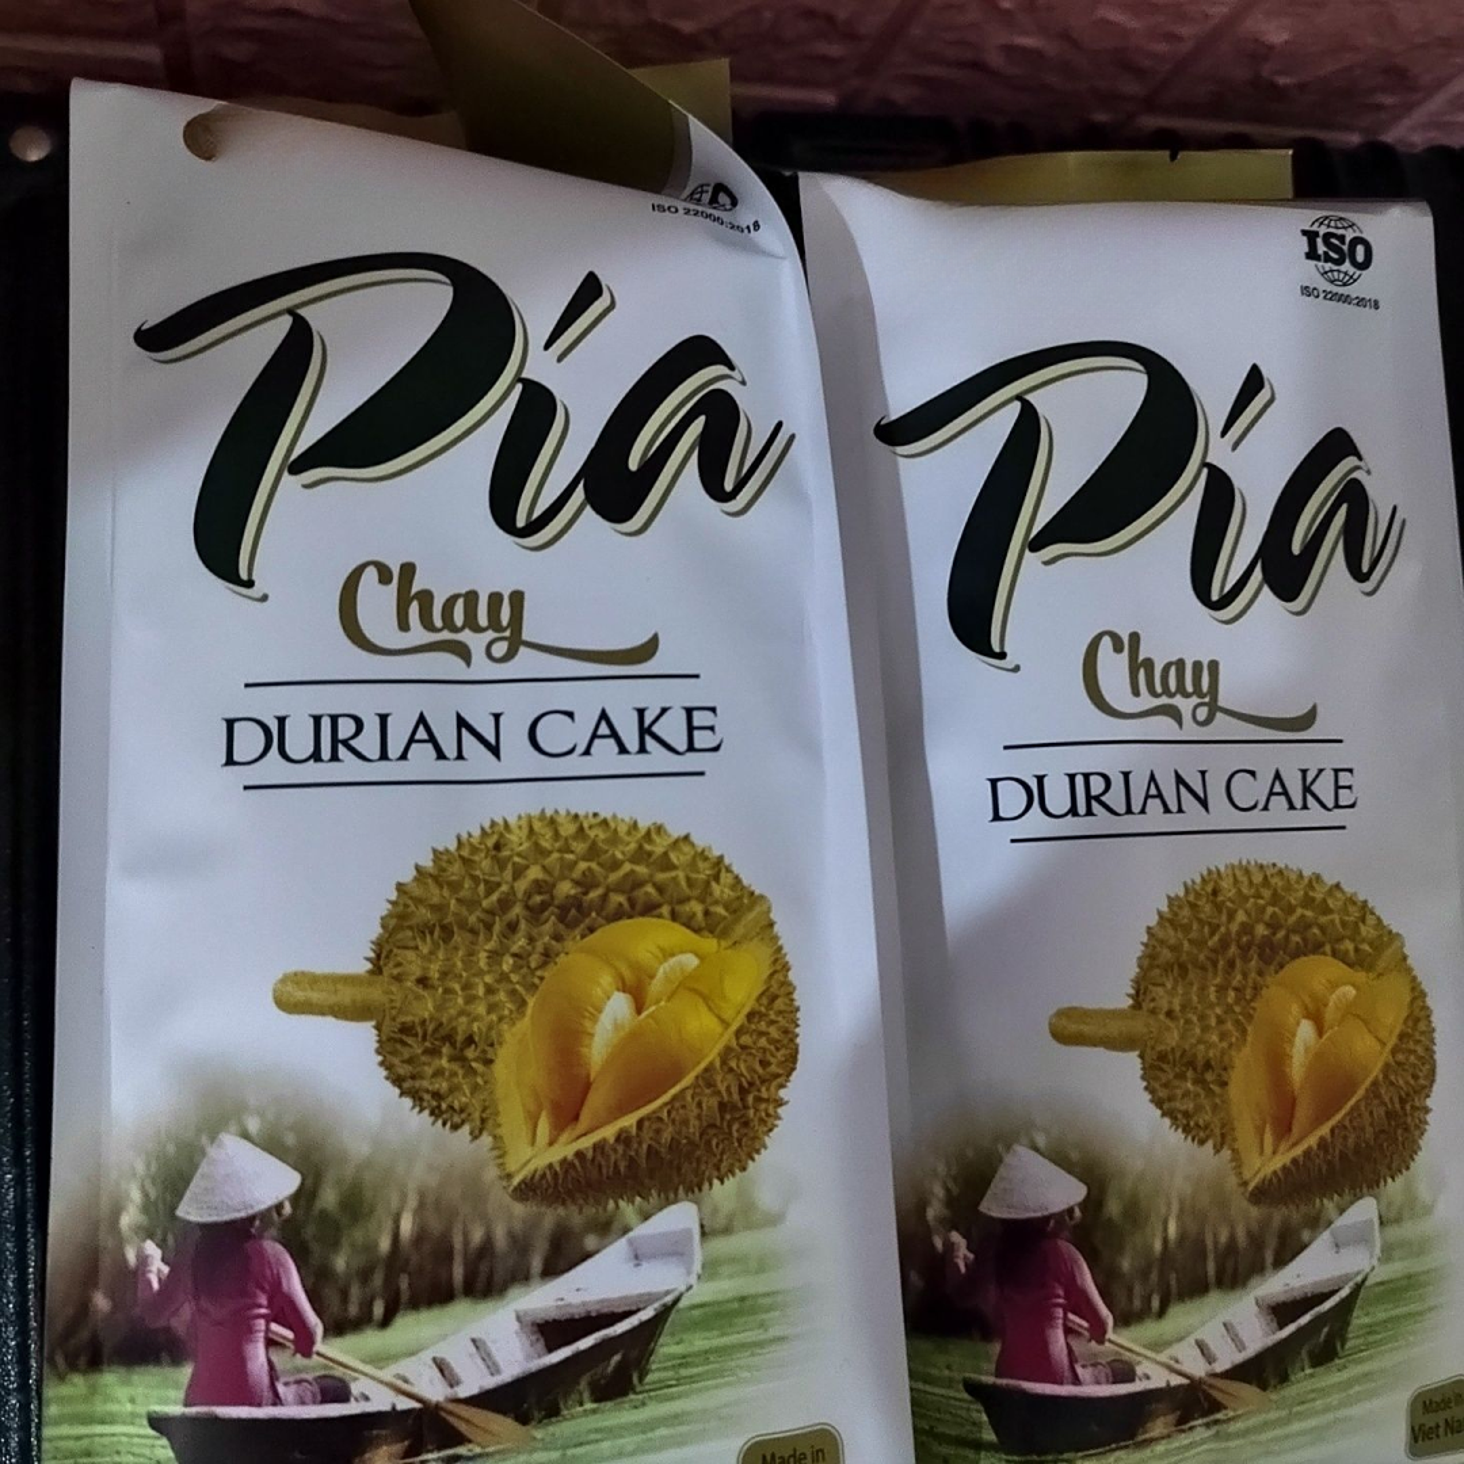 ISO 22000:2018
Pía
Chay
DURIAN CAKE
Made in
ISO
ISO 22000:2018
Pía
Chay
DURIAN CAKE
Made in
Viet Na